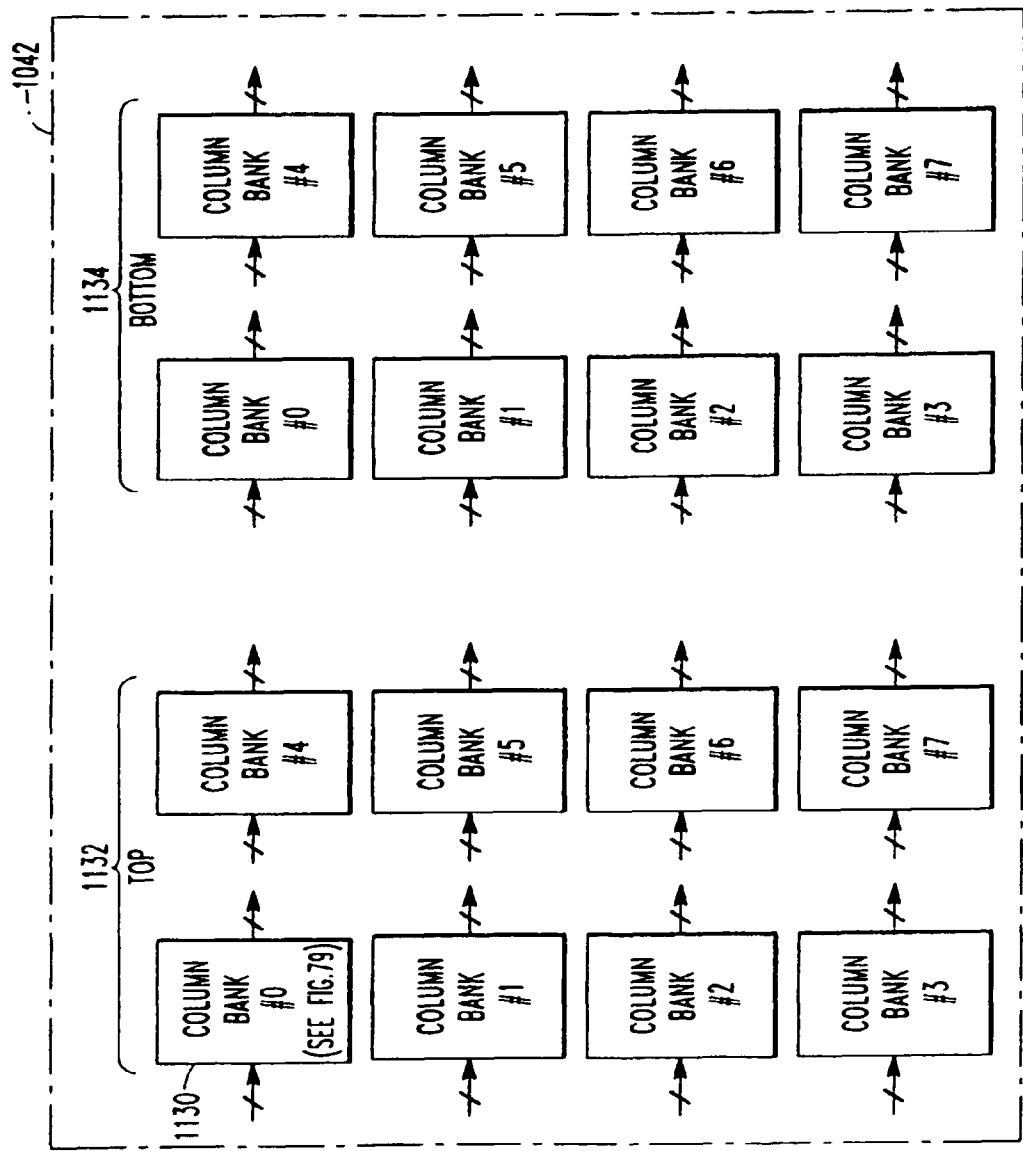 1042
1132
TOP
1134
BOTTOM
1130
COLUMN
BANK
#0
(SEE FIG.79)
COLUMN
BANK
#4
COLUMN
BANK
#0
COLUMN
BANK
#4
COLUMN
BANK
#1
COLUMN
BANK
#5
COLUMN
BANK
#1
COLUMN
BANK
#5
COLUMN
BANK
#2
COLUMN
BANK
#6
COLUMN
BANK
#2
COLUMN
BANK
#6
COLUMN
BANK
#3
COLUMN
BANK
#7
COLUMN
BANK
#3
COLUMN
BANK
#7